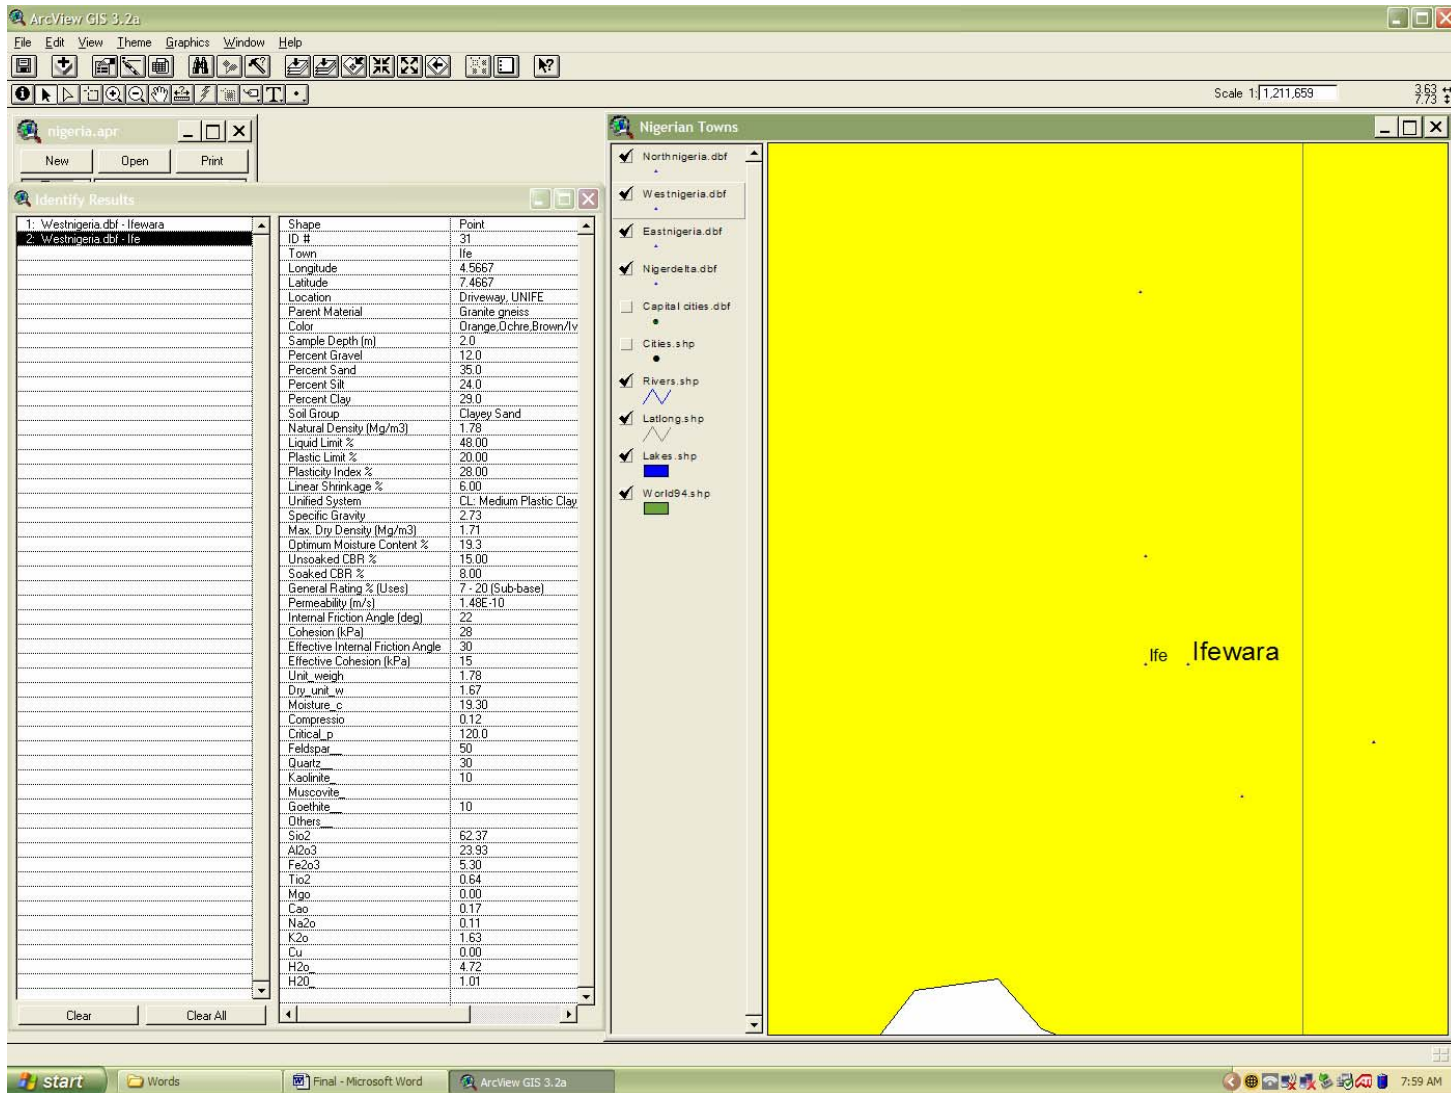 ArcView GIS 3.2a
File Edit View Theme Graphics Window Help
Scale 1: 1,211,659
3.63
7.73
nigeria.apr
New Open Print
Identify Results
1: Westnigeria.dbf - Ifewara
2: Westnigeria.dbf - Ife
Shape Point
ID # 31
Town Ife
Longitude 4.5667
Latitude 7.4667
Location Driveway, UNIFE
Parent Material Granite gneiss
Color Orange,Ochre,Brown/Iv
Sample Depth (m) 2.0
Percent Gravel 12.0
Percent Sand 35.0
Percent Silt 24.0
Percent Clay 29.0
Soil Group Clayey Sand
Natural Density (Mg/m3) 1.78
Liquid Limit % 48.00
Plastic Limit % 20.00
Plasticity Index % 28.00
Linear Shrinkage % 6.00
Unified System CL: Medium Plastic Clay
Specific Gravity 2.73
Max. Dry Density (Mg/m3) 1.71
Optimum Moisture Content % 19.3
Unsoaked CBR % 15.00
Soaked CBR % 8.00
General Rating % (Uses) 7 - 20 (Sub-base)
Permeability (m/s) 1.48E-10
Internal Friction Angle (deg) 22
Cohesion (kPa) 28
Effective Internal Friction Angle 30
Effective Cohesion (kPa) 15
Unit_weigh 1.78
Dry_unit_w 1.67
Moisture_c 19.30
Compressio 0.12
Critical_p 120.0
Feldspar__ 50
Quartz__ 30
Kaolinite_ 10
Muscovite_
Goethite__ 10
Others__
Sio2 62.37
Al2o3 23.93
Fe2o3 5.30
Tio2 0.64
Mgo 0.00
Cao 0.17
Na2o 0.11
K2o 1.63
Cu 0.00
H2o_ 4.72
H20_ 1.01
Clear Clear All
Nigerian Towns
Northnigeria.dbf
Westnigeria.dbf
Eastnigeria.dbf
Nigerdelta.dbf
Capital cities.dbf
Cities.shp
Rivers.shp
Latlong.shp
Lakes.shp
World94.shp
Ife Ifewara
start Words Final - Microsoft Word ArcView GIS 3.2a 7:59 AM